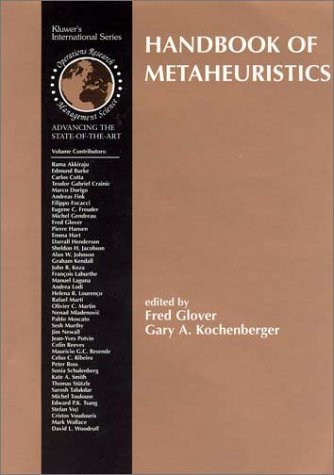 Kluwer's
International Series
Operations Research
Management Science
ADVANCING THE
STATE-OF-THE-ART
Volume Contributors:
Rama Akkiraju
Edmund Burke
Carlos Cotta
Teodor Gabriel Crainic
Marco Dorigo
Andreas Fink
Filippo Focacci
Eugene C. Freuder
Michel Gendreau
Fred Glover
Pierre Hansen
Emma Hart
Darrall Henderson
Sheldon H. Jacobson
Alan W. Johnson
Graham Kendall
John R. Koza
François Laburthe
Manuel Laguna
Andrea Lodi
Helena R. Lourenço
Rafael Martí
Olivier C. Martin
Nenad Mladenović
Pablo Moscato
Sesh Murthy
Jim Newall
Jean-Yves Potvin
Colin Reeves
Mauricio G.C. Resende
Celso C. Ribeiro
Peter Ross
Sonia Schulenberg
Kate A. Smith
Thomas Stützle
Sarosh Talukdar
Michel Toulouse
Edward P.K. Tsang
Stefan Voß
Cristos Voudouris
Mark Wallace
David L. Woodruff
HANDBOOK OF
METAHEURISTICS
edited by
Fred Glover
Gary A. Kochenberger